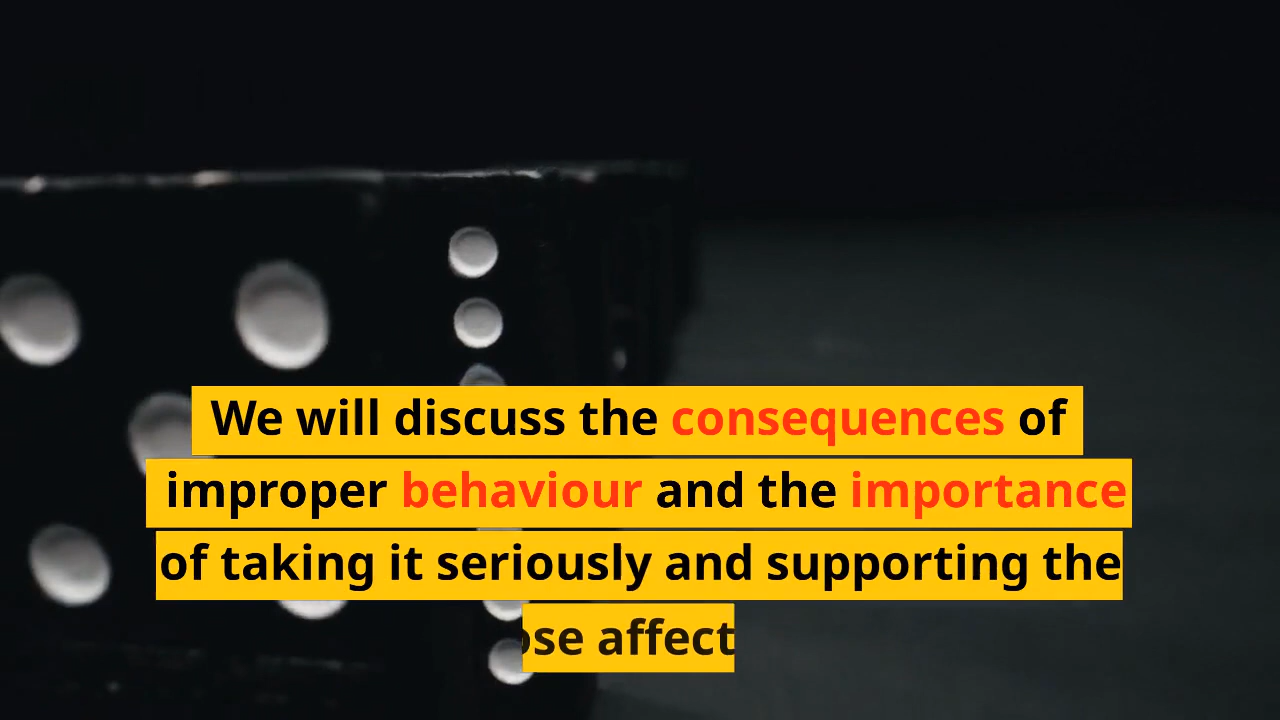 We will discuss the consequences of
improper behaviour and the importance
of taking it seriously and supporting the
ose affect